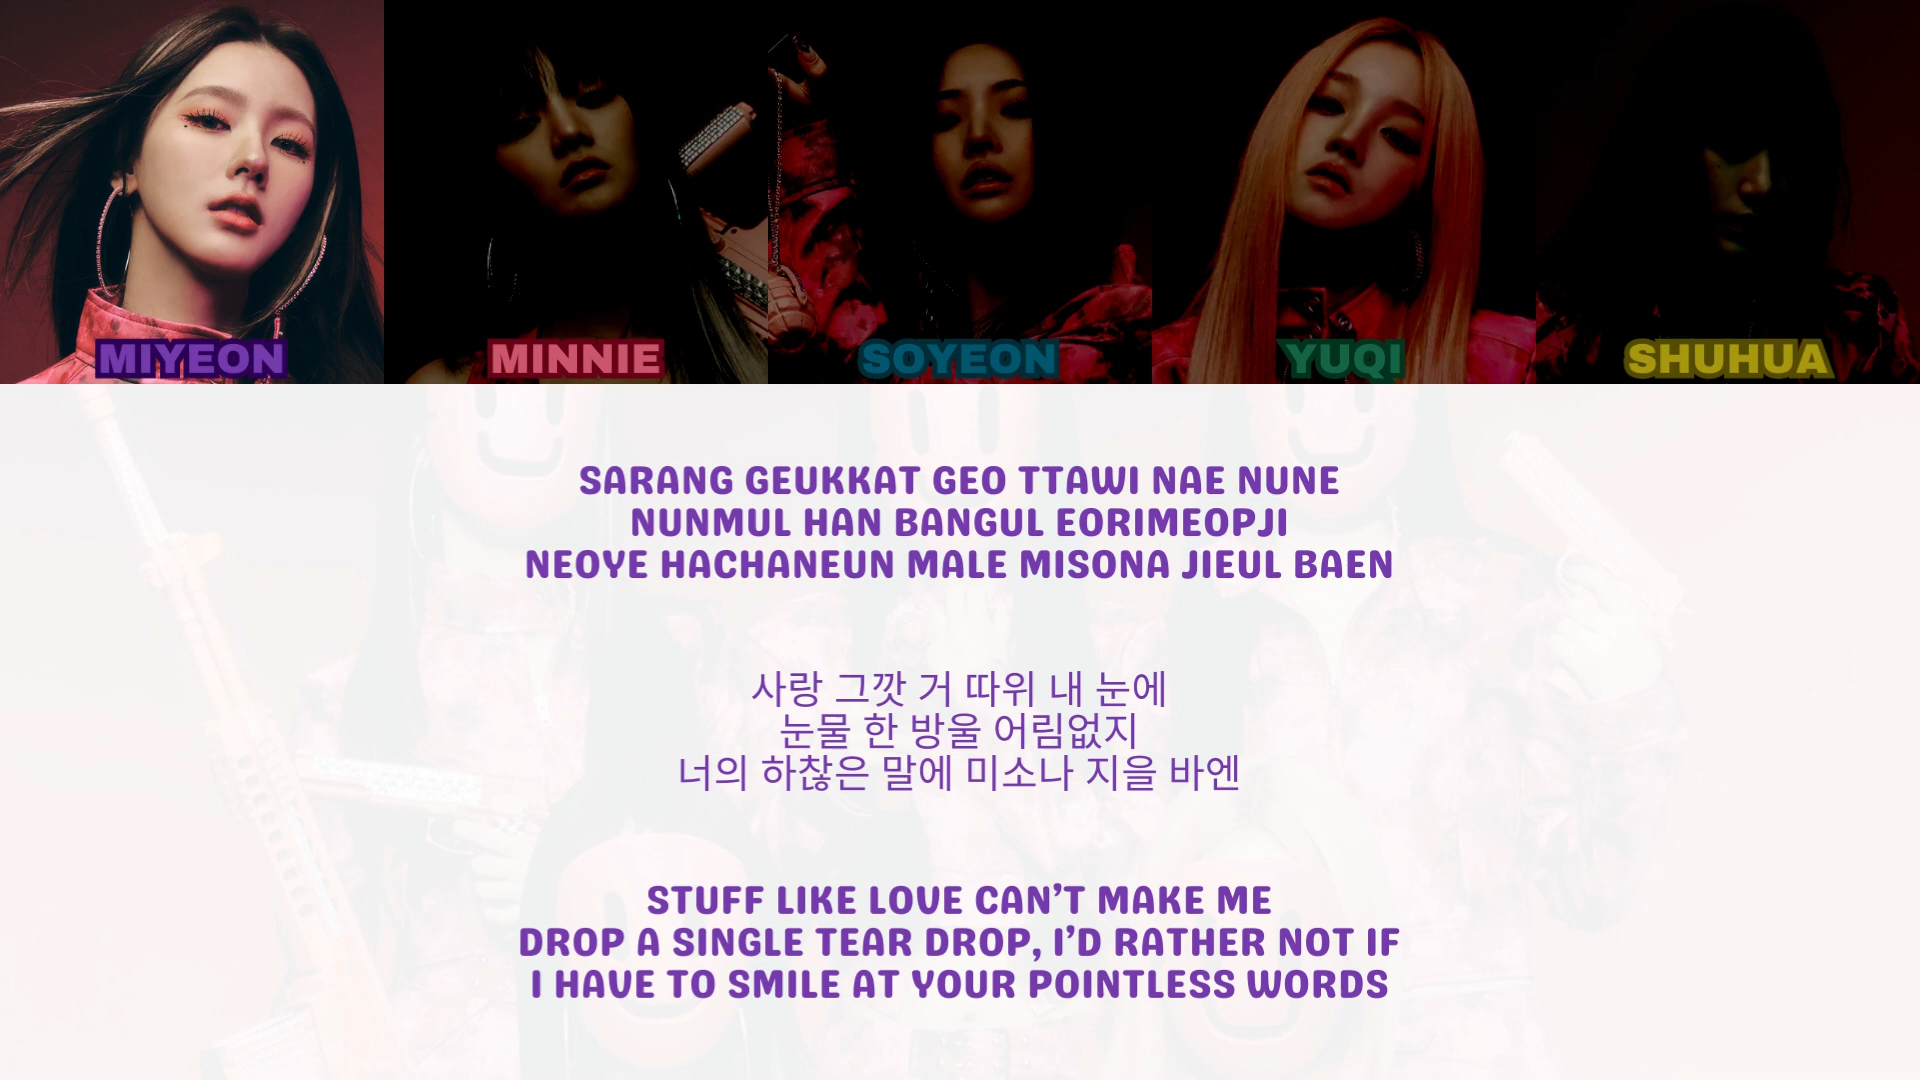 MIYEON
MINNIE
SOYEON
YUQI
SHUHUA
SARANG GEUKKAT GEO TTAWI NAE NUNE
NUNMUL HAN BANGUL EORIMEOPJI
NEOYE HACHANEUN MALE MISONA JIEUL BAEN
사랑 그깟 거 따위 내 눈에
눈물 한 방울 어림없지
너의 하찮은 말에 미소나 지을 바엔
STUFF LIKE LOVE CAN’T MAKE ME
DROP A SINGLE TEAR DROP, I’D RATHER NOT IF
I HAVE TO SMILE AT YOUR POINTLESS WORDS